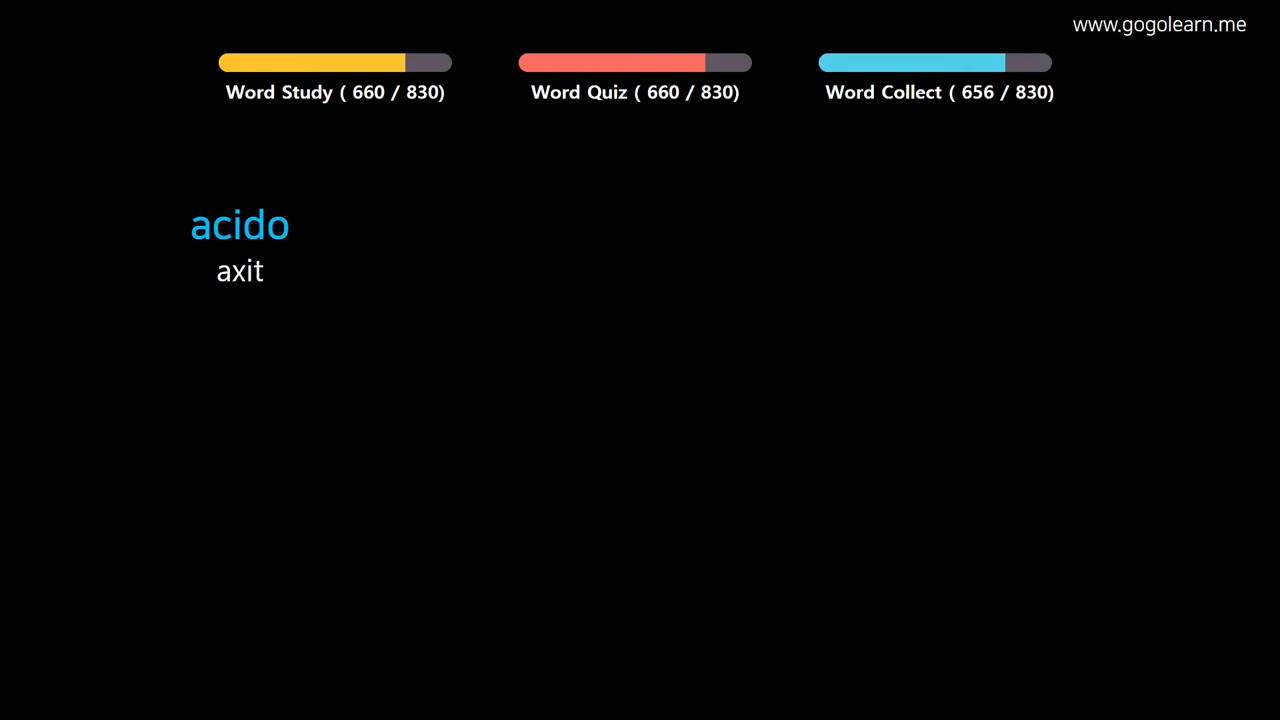 www.gogolearn.me
Word Study ( 660 / 830)
Word Quiz ( 660 / 830)
Word Collect ( 656 / 830)
acido
axit